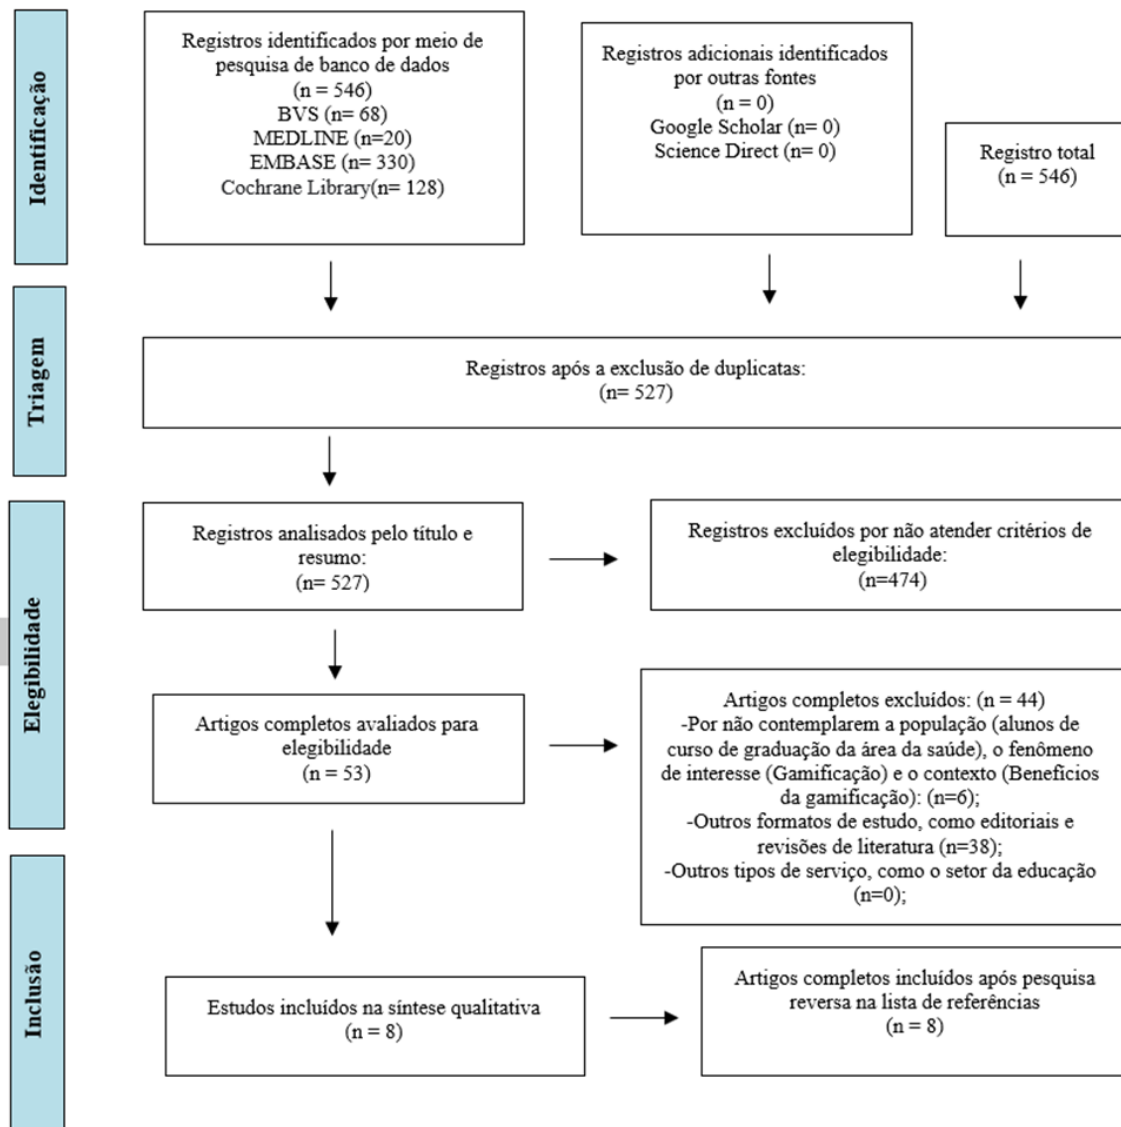 Identificação
Registros identificados por meio de
pesquisa de banco de dados
(n = 546)
BVS (n= 68)
MEDLINE (n=20)
EMBASE (n= 330)
Cochrane Library(n= 128)
Registros adicionais identificados
por outras fontes
(n = 0)
Google Scholar (n= 0)
Science Direct (n= 0)
Registro total
(n = 546)
Triagem
Registros após a exclusão de duplicatas:
(n= 527)
Elegibilidade
Registros analisados pelo título e
resumo:
(n= 527)
Registros excluídos por não atender critérios de
elegibilidade:
(n=474)
Artigos completos avaliados para
elegibilidade
(n = 53)
Artigos completos excluídos: (n = 44)
-Por não contemplarem a população (alunos de
curso de graduação da área da saúde), o fenômeno
de interesse (Gamificação) e o contexto (Benefícios
da gamificação): (n=6);
-Outros formatos de estudo, como editoriais e
revisões de literatura (n=38);
-Outros tipos de serviço, como o setor da educação
(n=0);
Inclusão
Estudos incluídos na síntese qualitativa
(n = 8)
Artigos completos incluídos após pesquisa
reversa na lista de referências
(n = 8)